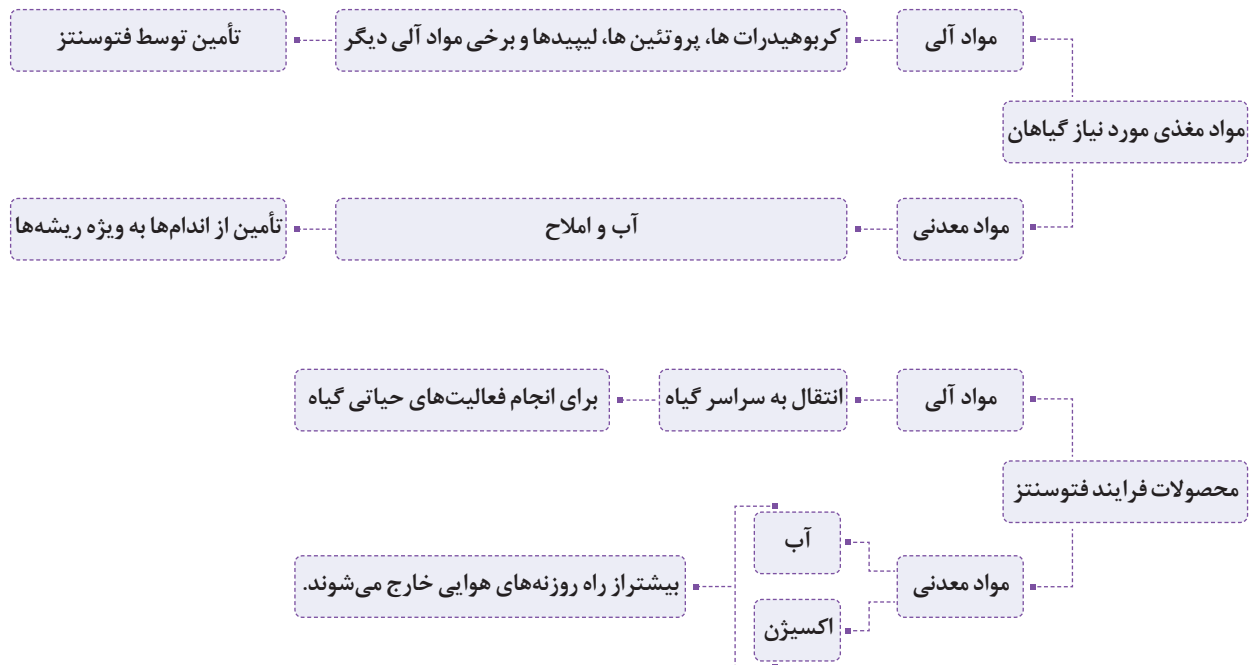 مواد مغذی مورد نیاز گیاهان
مواد آلی
کربوهیدرات ها، پروتئین ها، لیپیدها و برخی مواد آلی دیگر
تأمین توسط فتوسنتز
مواد معدنی
آب و املاح
تأمین از اندام‌ها به ویژه ریشه‌ها
محصولات فرایند فتوسنتز
مواد آلی
انتقال به سراسر گیاه
برای انجام فعالیت‌های حیاتی گیاه
مواد معدنی
آب
اکسیژن
بیشتراز راه روزنه‌های هوایی خارج می‌شوند.